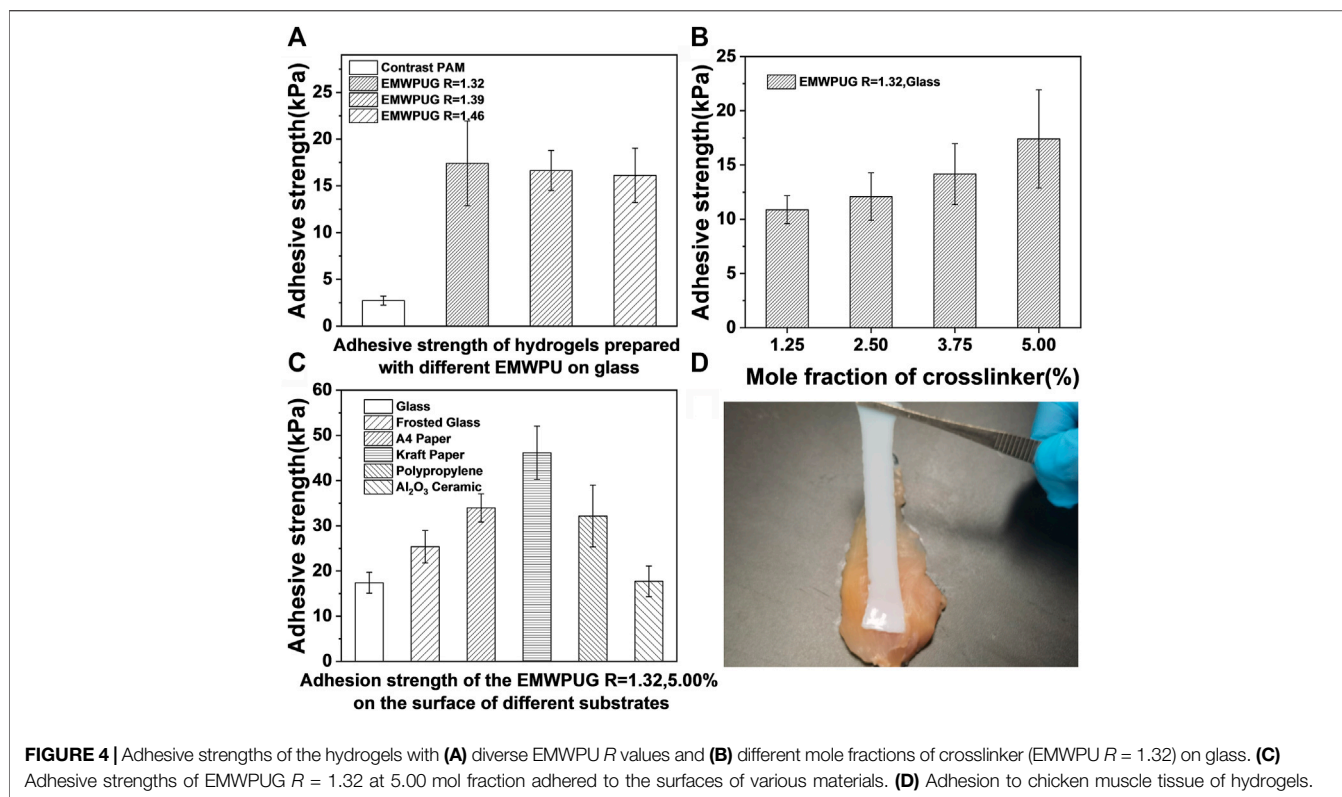 A
Adhesive strength(kPa)
25
20
15
10
5
0
Contrast PAM
EMWPUG R=1.32
EMWPUG R=1.39
EMWPUG R=1.46
Adhesive strength of hydrogels prepared
with different EMWPU on glass
B
Adhesive strength(kPa)
25
20
15
10
5
0
EMWPUG R=1.32,Glass
1.25 2.50 3.75 5.00
Mole fraction of crosslinker(%)
C
Adhesive strength(kPa)
60
50
40
30
20
10
0
Glass
Frosted Glass
A4 Paper
Kraft Paper
Polypropylene
Al₂O₃ Ceramic
Adhesion strength of the EMWPUG R=1.32,5.00%
on the surface of different substrates
D
FIGURE 4 | Adhesive strengths of the hydrogels with (A) diverse EMWPU R values and (B) different mole fractions of crosslinker (EMWPU R = 1.32) on glass. (C)
Adhesive strengths of EMWPUG R = 1.32 at 5.00 mol fraction adhered to the surfaces of various materials. (D) Adhesion to chicken muscle tissue of hydrogels.